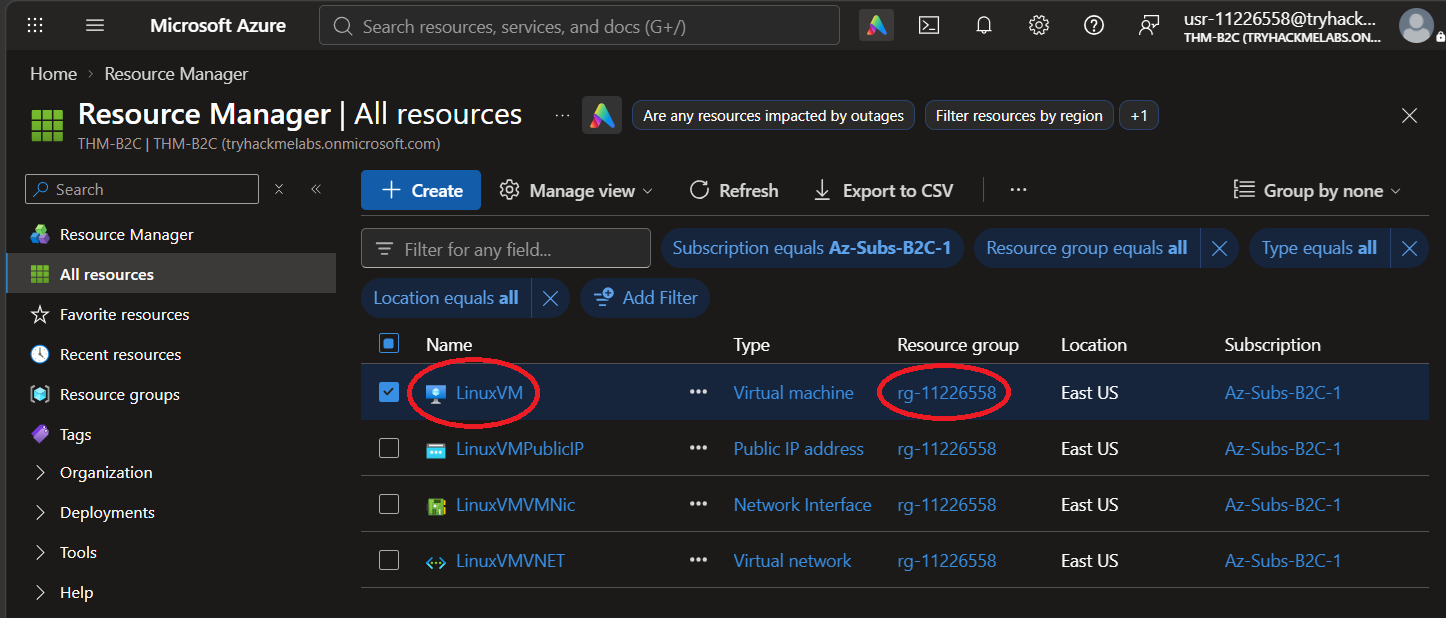 Microsoft Azure
Search resources, services, and docs (G+/)
usr-11226558@tryhack...
THM-B2C (TRYHACKMELABS.ON...
Home > Resource Manager
Resource Manager | All resources
...
Are any resources impacted by outages
Filter resources by region
+1
THM-B2C | THM-B2C (tryhackmelabs.onmicrosoft.com)
Search
Resource Manager
All resources
Favorite resources
Recent resources
Resource groups
Tags
Organization
Deployments
Tools
Help
+ Create
Manage view
Refresh
Export to CSV
...
Group by none
Filter for any field...
Subscription equals Az-Subs-B2C-1
Resource group equals all
Type equals all
Location equals all
Add Filter
Name Type Resource group Location Subscription
LinuxVM ... Virtual machine rg-11226558 East US Az-Subs-B2C-1
LinuxVMPublicIP ... Public IP address rg-11226558 East US Az-Subs-B2C-1
LinuxVMVMNic ... Network Interface rg-11226558 East US Az-Subs-B2C-1
LinuxVMVNET ... Virtual network rg-11226558 East US Az-Subs-B2C-1